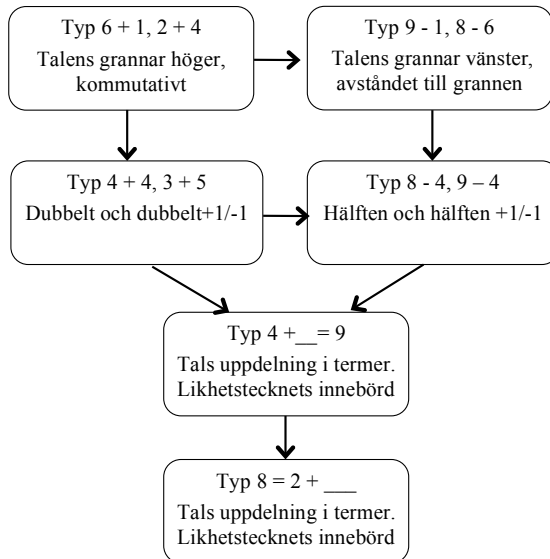 Typ 6 + 1, 2 + 4
Talens grannar höger,
kommutativt
Typ 9 - 1, 8 - 6
Talens grannar vänster,
avståndet till grannen
Typ 4 + 4, 3 + 5
Dubbelt och dubbelt+1/-1
Typ 8 - 4, 9 – 4
Hälften och hälften +1/-1
Typ 4 +__= 9
Tals uppdelning i termer.
Likhetstecknets innebörd
Typ 8 = 2 + ___
Tals uppdelning i termer.
Likhetstecknets innebörd